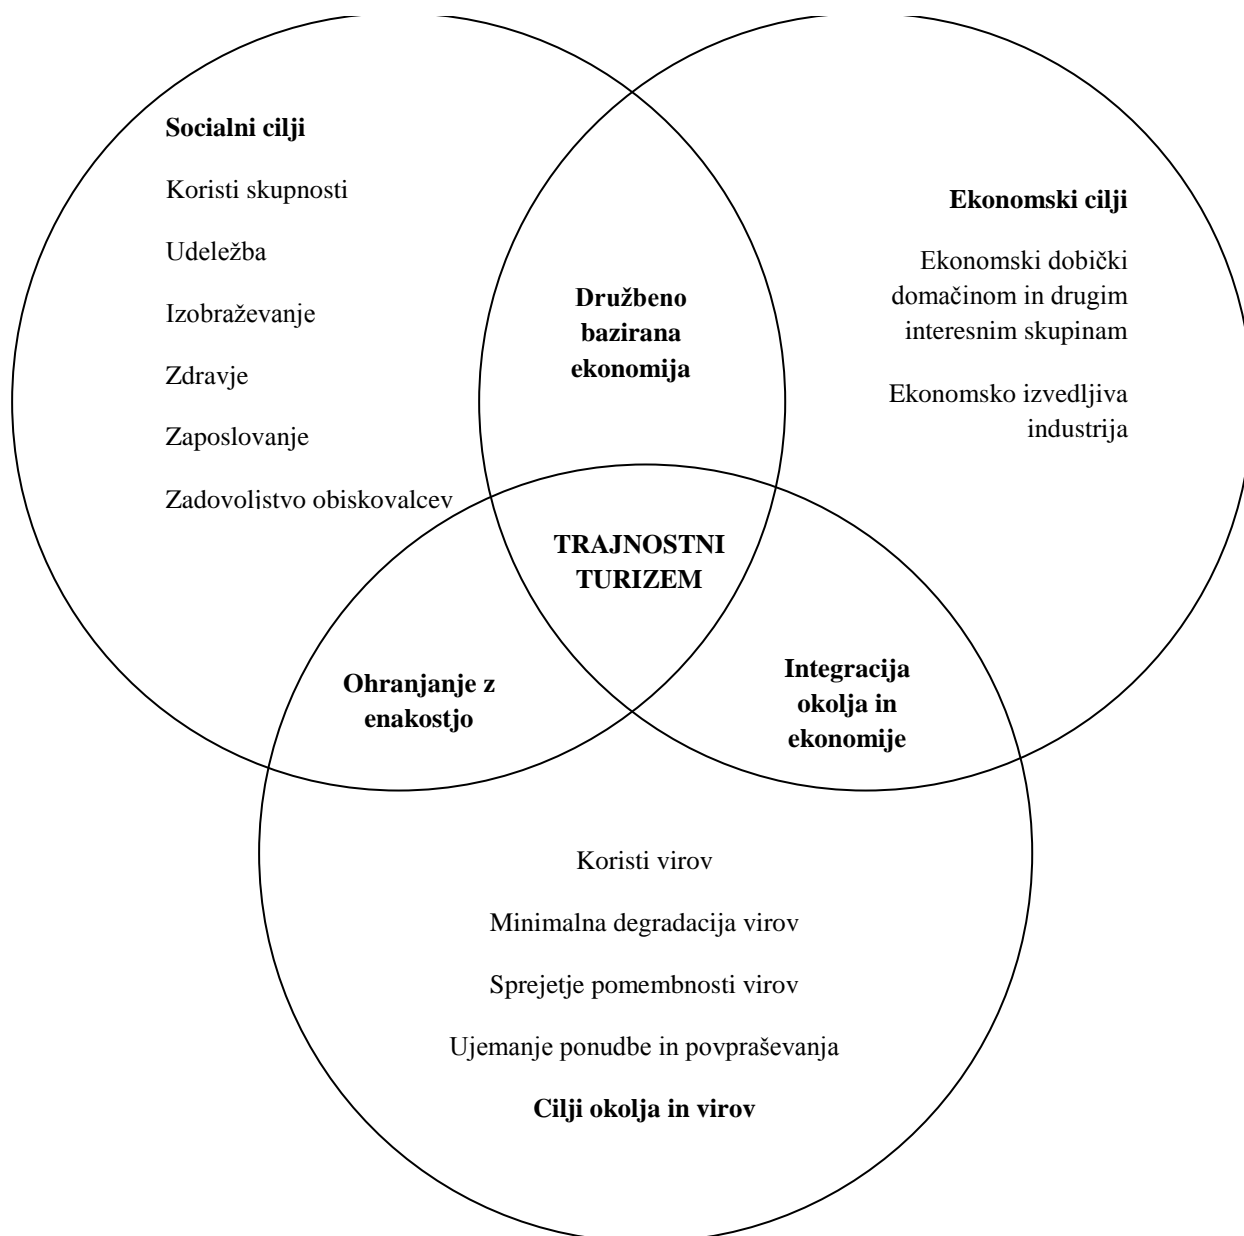 Socialni cilji
Koristi skupnosti
Udeležba
Izobraževanje
Zdravje
Zaposlovanje
Zadovoljstvo obiskovalcev
Družbeno
bazirana
ekonomija
Ekonomski cilji
Ekonomski dobički
domačinom in drugim
interesnim skupinam
Ekonomsko izvedljiva
industrija
TRAJNOSTNI
TURIZEM
Ohranjanje z
enakostjo
Integracija
okolja in
ekonomije
Koristi virov
Minimalna degradacija virov
Sprejetje pomembnosti virov
Ujemanje ponudbe in povpraševanja
Cilji okolja in virov